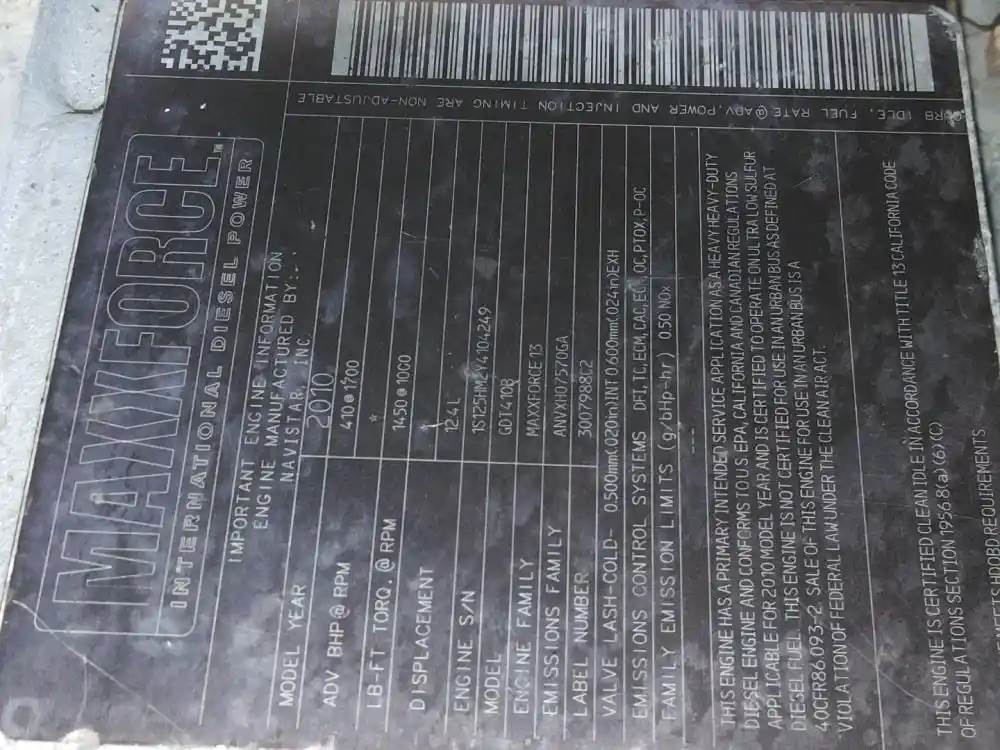 MAXXFORCE.
INTERNATIONAL DIESEL POWER
IMPORTANT ENGINE INFORMATION
ENGINE MANUFACTURED BY:
NAVISTAR, INC.
MODEL YEAR 2010
ADV BHP @ RPM 410@1700
*
LB-FT TORQ. @ RPM 1450@1000
DISPLACEMENT 12.4L
ENGINE S/N
MODEL GDT410B
ENGINE FAMILY MAXXFORCE 13
EMISSIONS FAMILY ANVXH07570GA
LABEL NUMBER 3007988C2
VALVE LASH-COLD- 0.500mm(.020in)INT 0.600mm(.024in)EXH
EMISSIONS CONTROL SYSTEMS DFI,TC,ECM,CAC,EC, OC,PTOX,P-OC
FAMILY EMISSION LIMITS (g/bHp-hr) 0.50 NOx
THIS ENGINE HAS A PRIMARY INTENDED SERVICE APPLICATION AS A HEAVY HEAVY-DUTY
DIESEL ENGINE AND CONFORMS TO U.S. EPA, CALIFORNIA AND CANADIAN REGULATIONS
APPLICABLE FOR 2010 MODEL YEAR AND IS CERTIFIED TO OPERATE ON ULTRA LOW SULFUR
DIESEL FUEL. THIS ENGINE IS NOT CERTIFIED FOR USE IN AN URBAN BUS AS DEFINED AT
40CFR86.093-2. SALE OF THIS ENGINE FOR USE IN AN URBAN BUS IS A
VIOLATION OF FEDERAL LAW UNDER THE CLEAN AIR ACT.
THIS ENGINE IS CERTIFIED CLEAN IDLE IN ACCORDANCE WITH TITLE 13 CALIFORNIA CODE
OF REGULATIONS SECTION 1956.8(a)(6)(C)
MEETS HDOBD REQUIREMENTS
CURB IDLE, FUEL RATE @ ADV. POWER AND INJECTION TIMING ARE NON-ADJUSTABLE